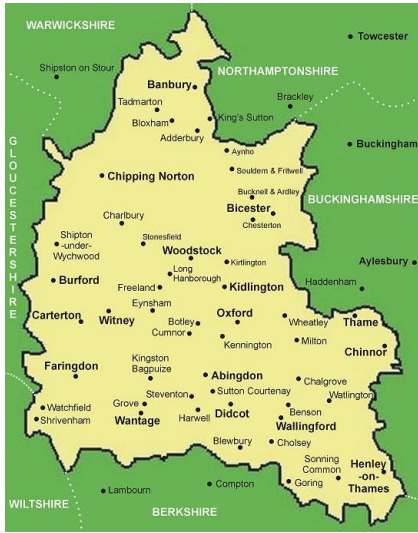 WARWICKSHIRE
Towcester
Shipston on Stour
NORTHAMPTONSHIRE
Banbury
Brackley
Tadmarton
Bloxham
King's Sutton
Adderbury
Buckingham
Aynho
GLOUCESTERSHIRE
Souldern & Fritwell
Chipping Norton
Bucknell & Ardley
BUCKINGHAMSHIRE
Bicester
Charlbury
Chesterton
Shipton
-under-
Wychwood
Stonesfield
Woodstock
Kirtlington
Aylesbury
Long
Hanborough
Burford
Freeland
Kidlington
Haddenham
Eynsham
Carterton
Witney
Botley
Oxford
Wheatley
Thame
Cumnor
Kennington
Milton
Chinnor
Kingston
Bagpuize
Faringdon
Abingdon
Chalgrove
Steventon
Sutton Courtenay
Watlington
Grove
Watchfield
Didcot
Benson
Shrivenham
Wantage
Harwell
Wallingford
Blewbury
Cholsey
Sonning
Common
Henley
-on-
Thames
Goring
Compton
Lambourn
WILTSHIRE
BERKSHIRE